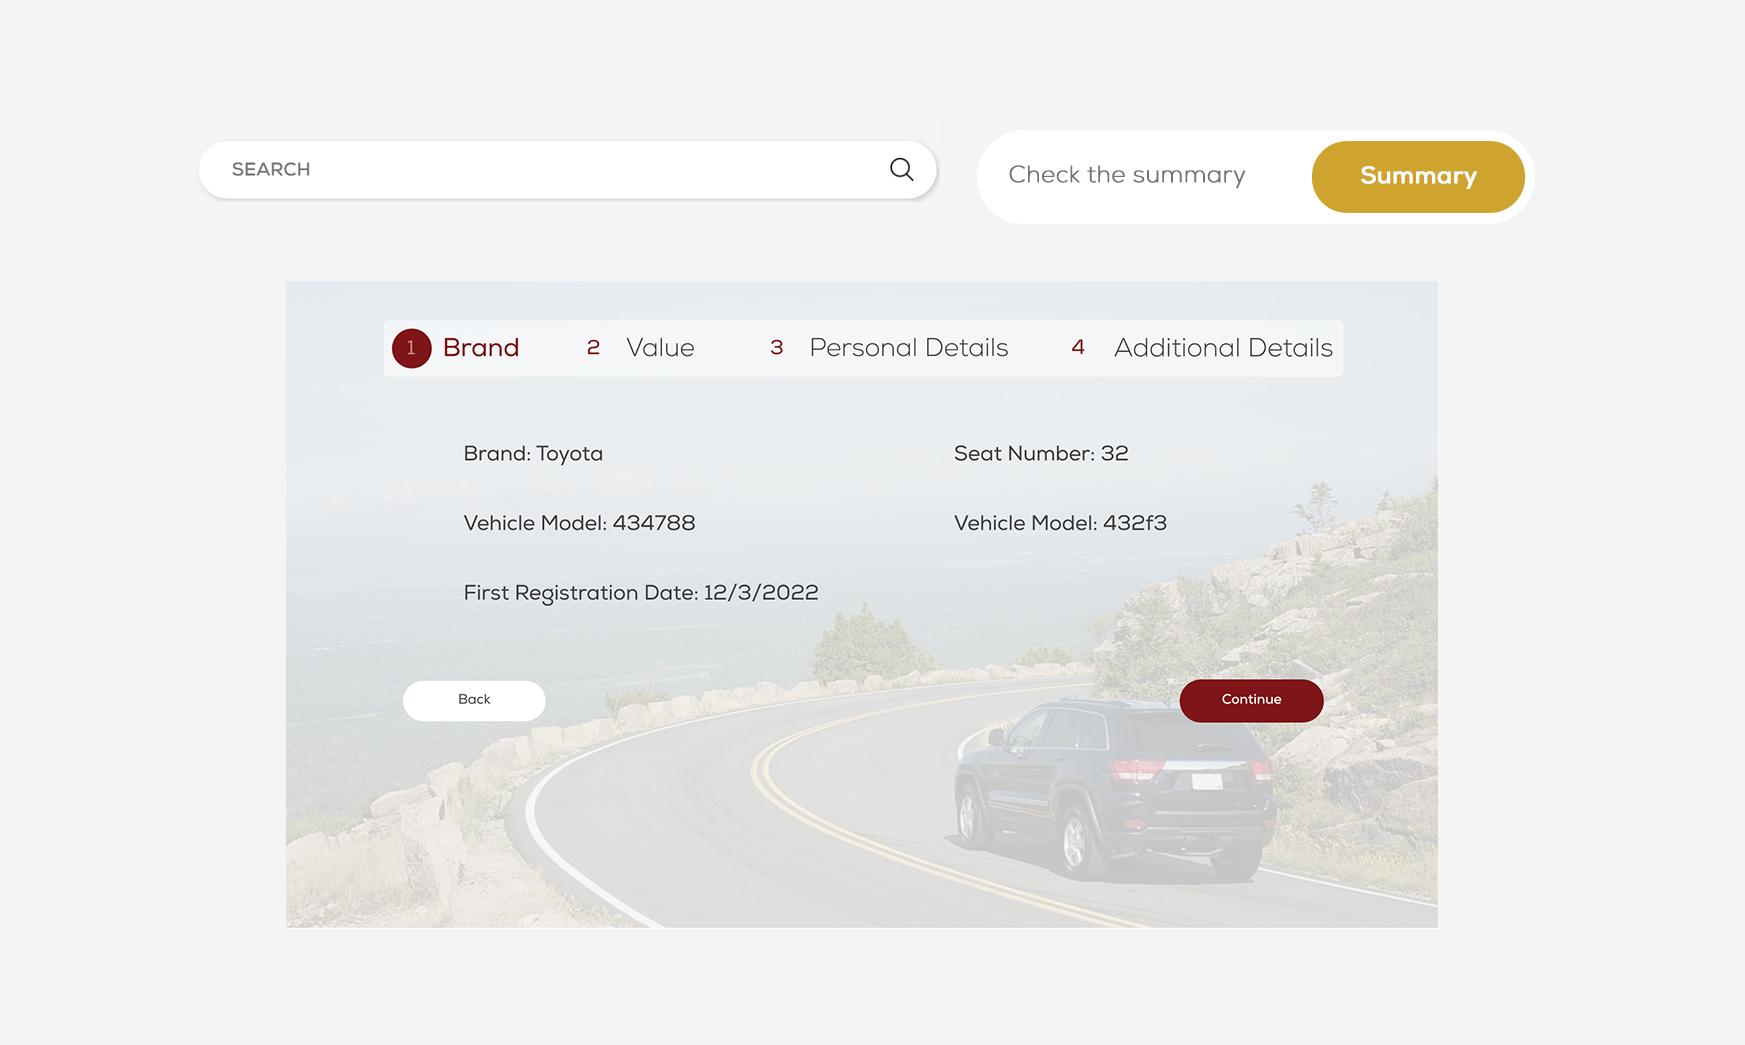 SEARCH
Check the summary
Summary
1 Brand 2 Value 3 Personal Details 4 Additional Details
Brand: Toyota
Seat Number: 32
Vehicle Model: 434788
Vehicle Model: 432f3
First Registration Date: 12/3/2022
Back
Continue